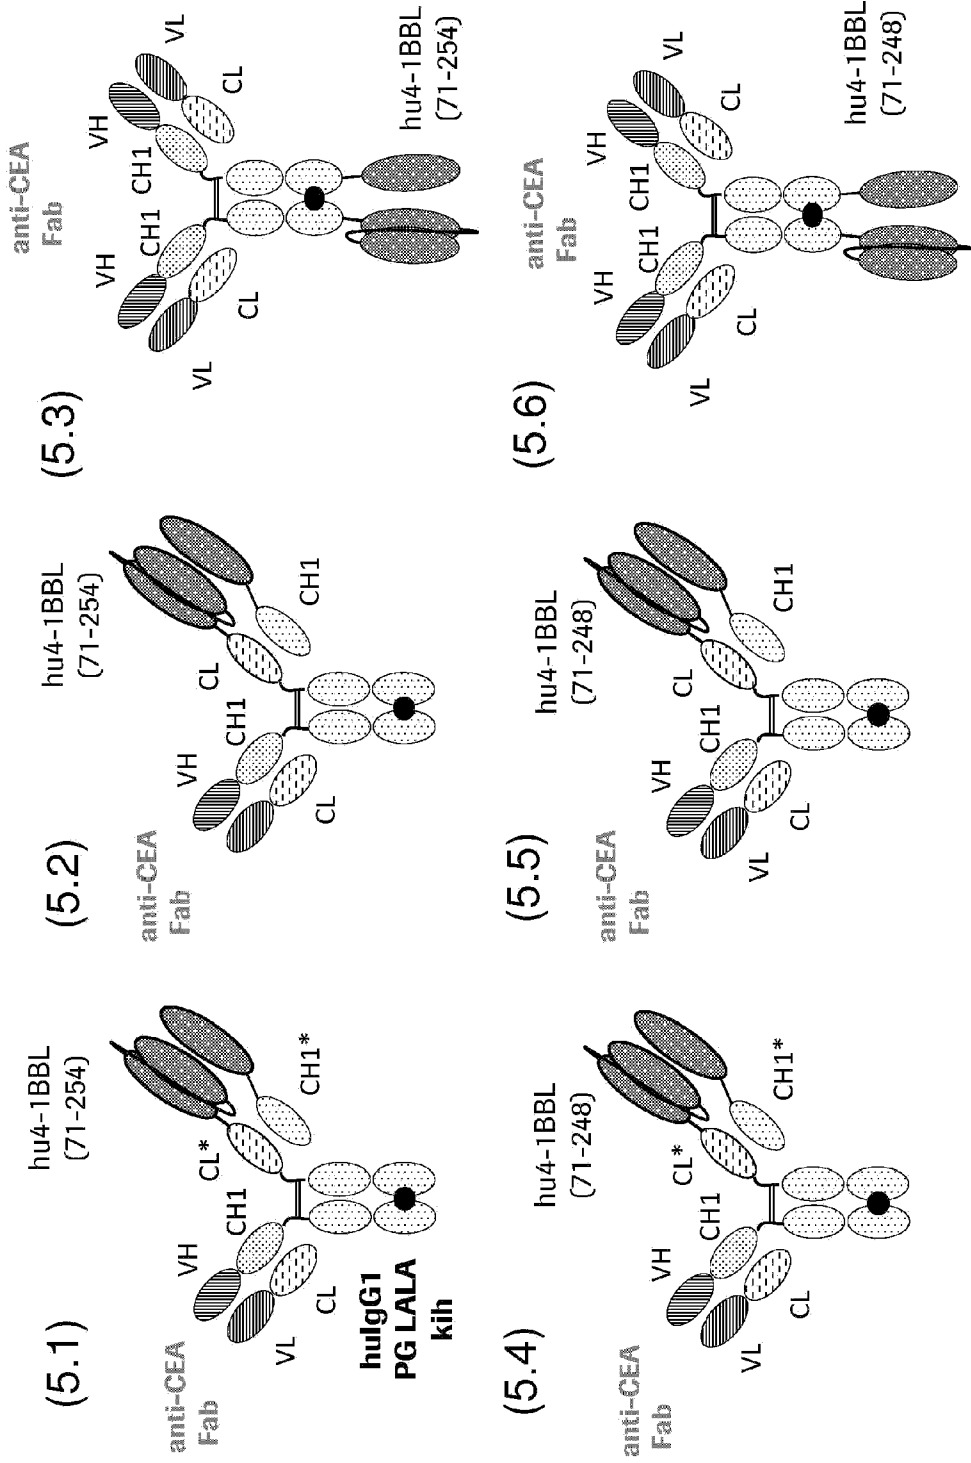 (5.1)
anti-CEA
Fab
hu4-1BBL
(71-254)
VH
CH1
CL*
VL
CL
CH1*
huIgG1
PG LALA
kih
(5.2)
anti-CEA
Fab
hu4-1BBL
(71-254)
VH
CH1
CL
CL
CH1
(5.3)
anti-CEA
Fab
VH
VH
VL
CH1
CH1
VL
CL
CL
hu4-1BBL
(71-254)
(5.4)
anti-CEA
Fab
hu4-1BBL
(71-248)
VH
CH1
CL*
VL
CL
CH1*
(5.5)
anti-CEA
Fab
hu4-1BBL
(71-248)
VH
CH1
CL
VL
CL
CH1
(5.6)
anti-CEA
Fab
VH
VH
VL
CH1
CH1
VL
CL
CL
hu4-1BBL
(71-248)